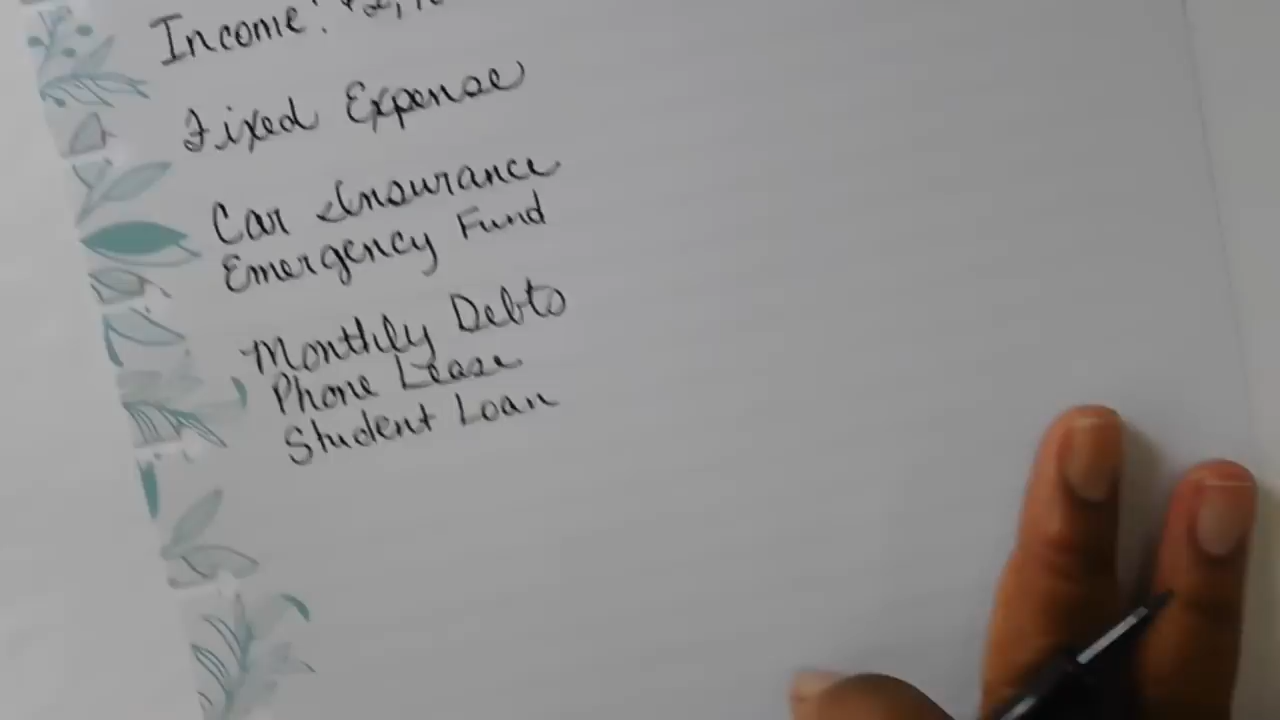 Income:
Fixed Expense
Car Insurance
Emergency Fund
Monthly Debts
Phone Lease
Student Loan